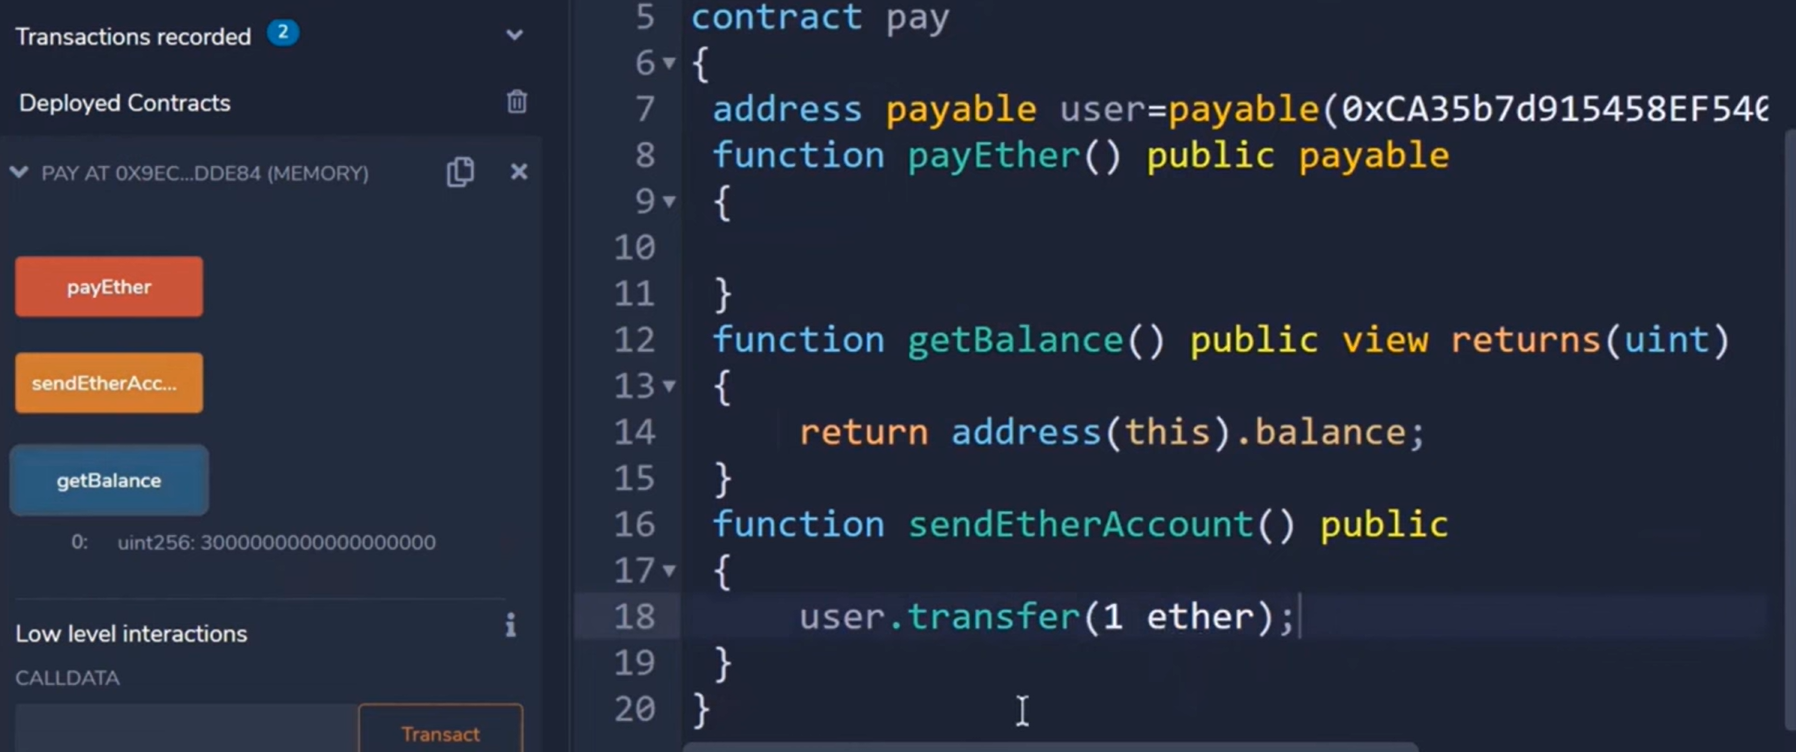 Transactions recorded 2
Deployed Contracts
PAY AT 0X9EC...DDE84 (MEMORY)
payEther
sendEtherAcc...
getBalance
0: uint256: 3000000000000000000
Low level interactions
CALLDATA
Transact
5 contract pay
6 {
7 address payable user=payable(0xCA35b7d915458EF540
8 function payEther() public payable
9 {
10
11 }
12 function getBalance() public view returns(uint)
13 {
14 return address(this).balance;
15 }
16 function sendEtherAccount() public
17 {
18 user.transfer(1 ether);
19 }
20 }